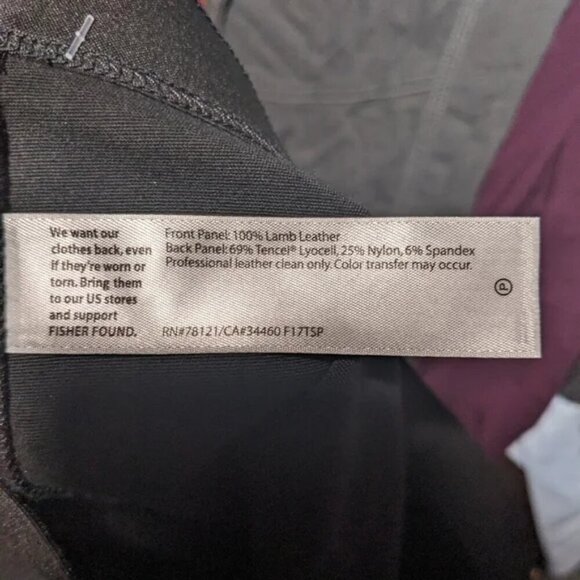 We want our
clothes back, even
if they're worn or
torn. Bring them
to our US stores
and support
FISHER FOUND.
Front Panel: 100% Lamb Leather
Back Panel: 69% Tencel® Lyocell, 25% Nylon, 6% Spandex
Professional leather clean only. Color transfer may occur.
RN#78121/CA#34460 F17TSP
P